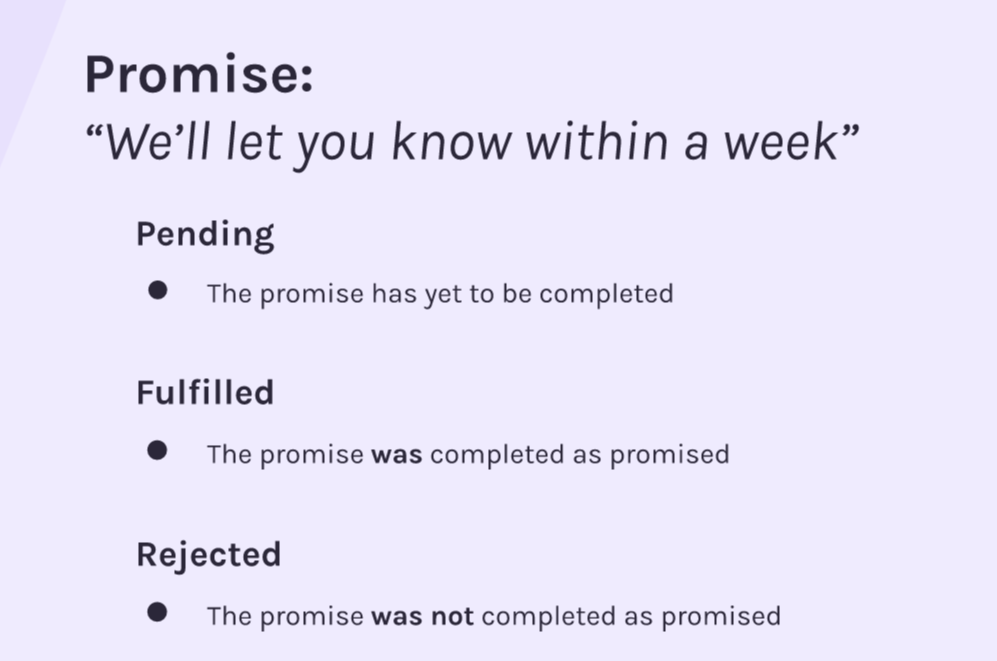 Promise:
“We’ll let you know within a week”
Pending
● The promise has yet to be completed
Fulfilled
● The promise was completed as promised
Rejected
● The promise was not completed as promised